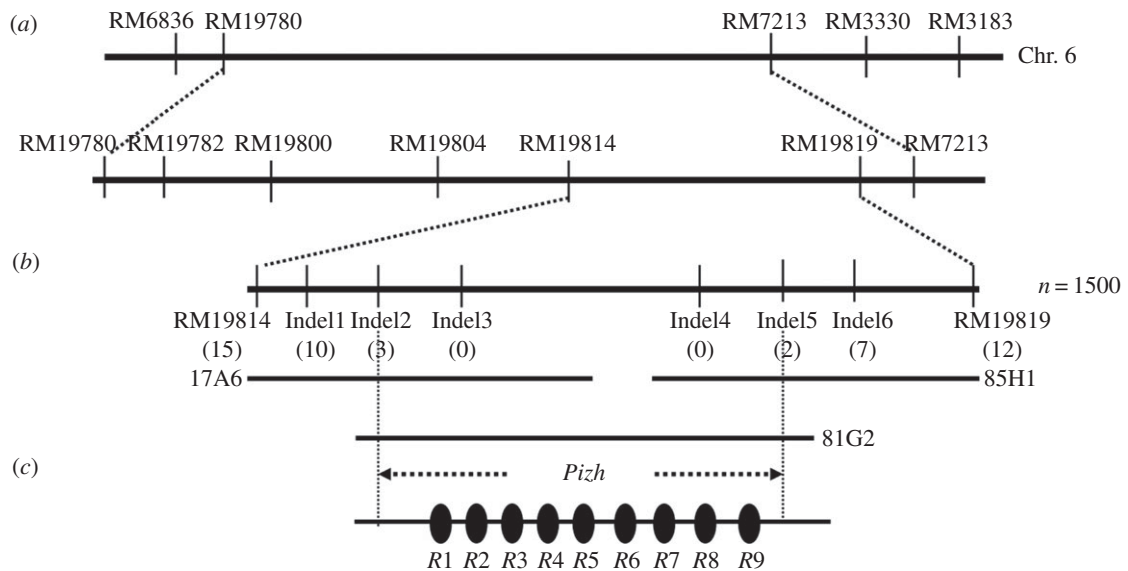 (a)
RM6836 RM19780 RM7213 RM3330 RM3183
Chr. 6
RM19780 RM19782 RM19800 RM19804 RM19814 RM19819 RM7213
(b)
n = 1500
RM19814 Indel1 Indel2 Indel3 Indel4 Indel5 Indel6 RM19819
(15) (10) (3) (0) (0) (2) (7) (12)
17A6 85H1
81G2
(c)
Pizh
R1 R2 R3 R4 R5 R6 R7 R8 R9